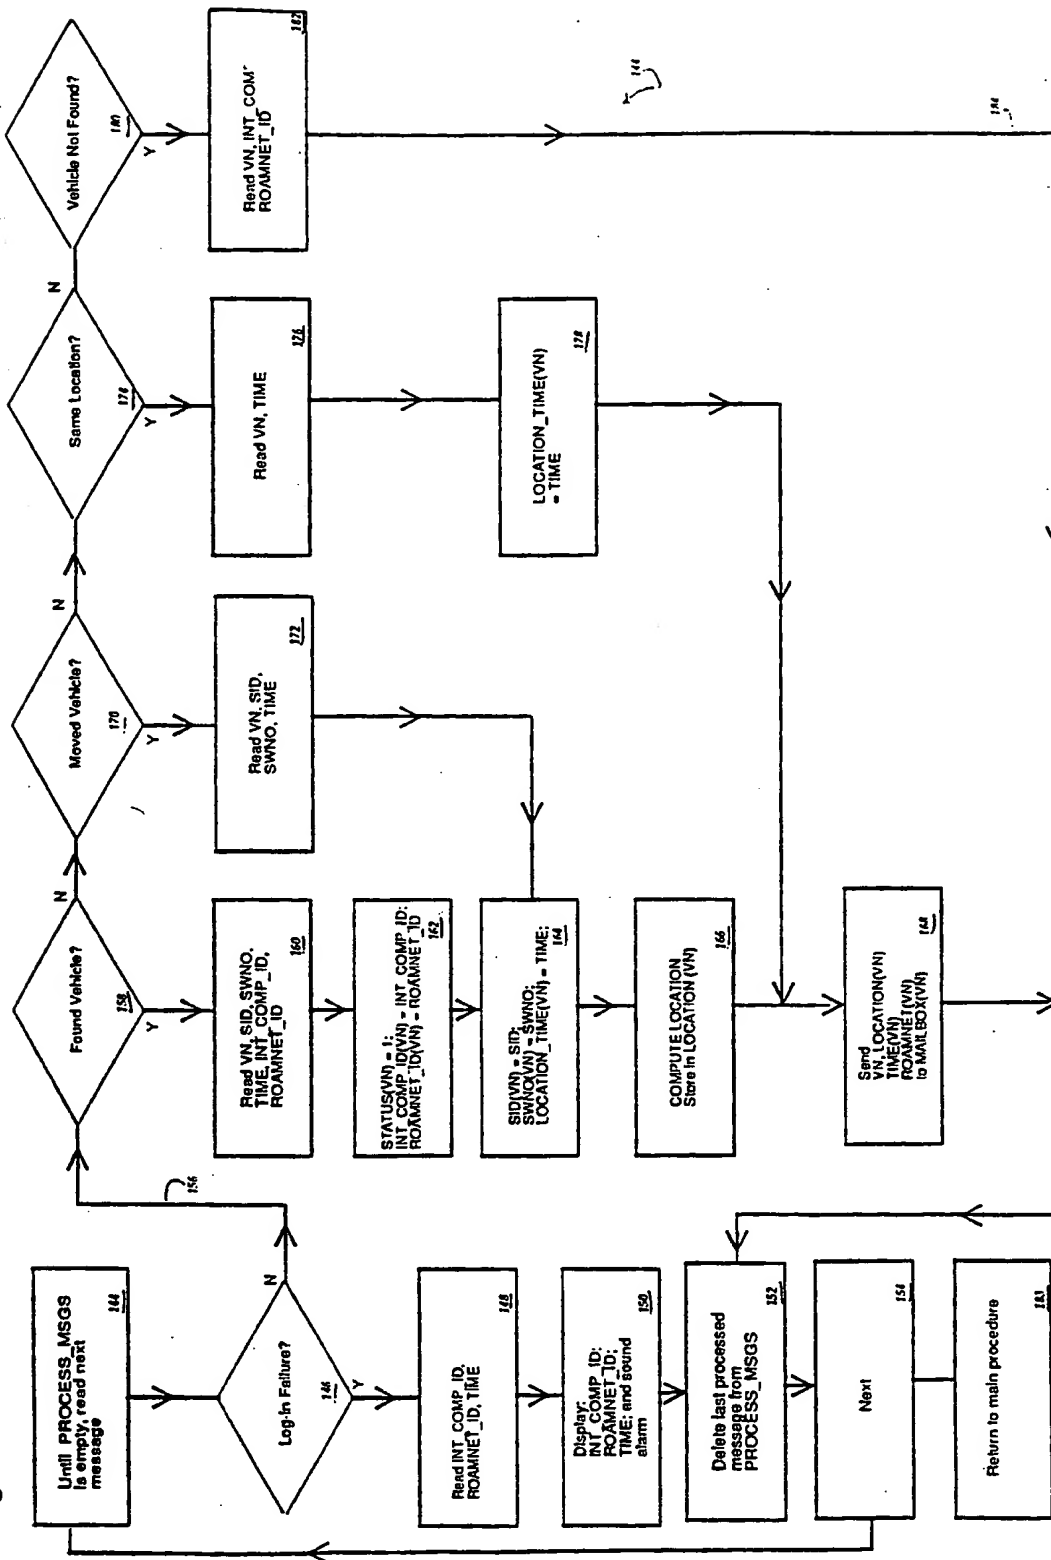 Until PROCESS_MSGS
is empty, read next
message
144
Log-In Failure?
146
N
Y
156
Read INT_COMP_ID,
ROAMNET_ID, TIME
148
Display:
INT_COMP_ID:
ROAMNET_ID;
TIME; and sound
alarm
150
Delete last processed
message from
PROCESS_MSGS
152
Next
154
Return to main procedure
183
Found Vehicle?
158
N
Y
Read VN, SID, SWNO,
TIME, INT_COMP_ID,
ROAMNET_ID
160
STATUS(VN) = 1;
INT_COMP_ID(VN) = INT_COMP_ID;
ROAMNET_ID(VN) = ROAMNET_ID
162
SID(VN) = SID;
SWNO(VN) = SWNO;
LOCATION_TIME(VN) = TIME;
164
COMPUTE LOCATION
Store in LOCATION (VN)
166
Send
VN, LOCATION(VN)
TIME(VN)
ROAMNET(VN)
to MAILBOX(VN)
168
Moved Vehicle?
170
N
Y
Read VN, SID,
SWNO, TIME
172
Same Location?
174
N
Y
Read VN, TIME
176
LOCATION_TIME(VN)
= TIME
178
Vehicle Not Found?
180
Y
Read VN, INT_COM
ROAMNET_ID
182
144
184